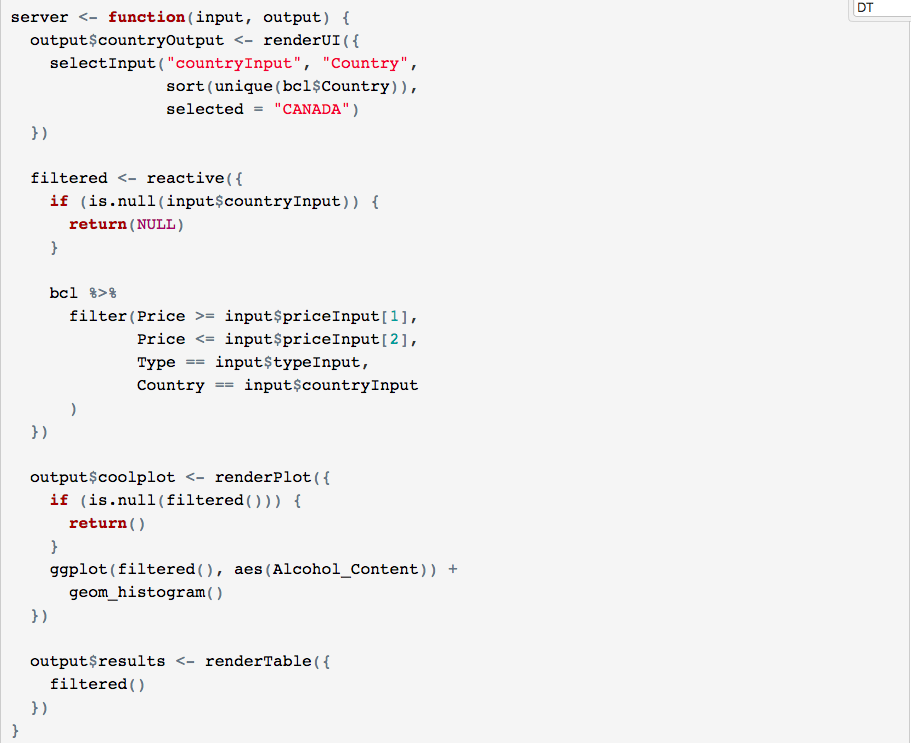 DT
server <- function(input, output) {
  output$countryOutput <- renderUI({
    selectInput("countryInput", "Country",
                sort(unique(bcl$Country)),
                selected = "CANADA")
  })

  filtered <- reactive({
    if (is.null(input$countryInput)) {
      return(NULL)
    }

    bcl %>%
      filter(Price >= input$priceInput[1],
             Price <= input$priceInput[2],
             Type == input$typeInput,
             Country == input$countryInput
      )
  })

  output$coolplot <- renderPlot({
    if (is.null(filtered())) {
      return()
    }
    ggplot(filtered(), aes(Alcohol_Content)) +
      geom_histogram()
  })

  output$results <- renderTable({
    filtered()
  })
}